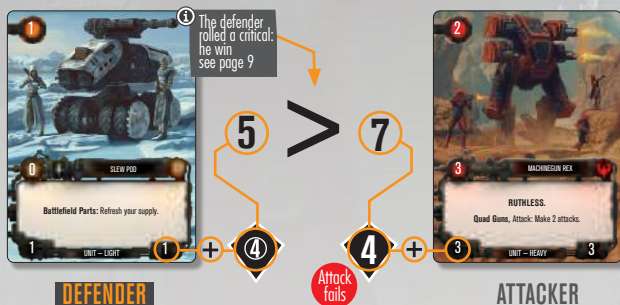 1
The defender
rolled a critical:
he win
see page 9
2
5 > 7
0
SLEW POD
Battlefield Parts: Refresh your supply.
1 UNIT – LIGHT 1 + 4
DEFENDER
3
MACHINEGUN REX
RUTHLESS.
Quad Guns, Attack: Make 2 attacks.
4 + 3 UNIT – HEAVY 3
Attack
fails
ATTACKER